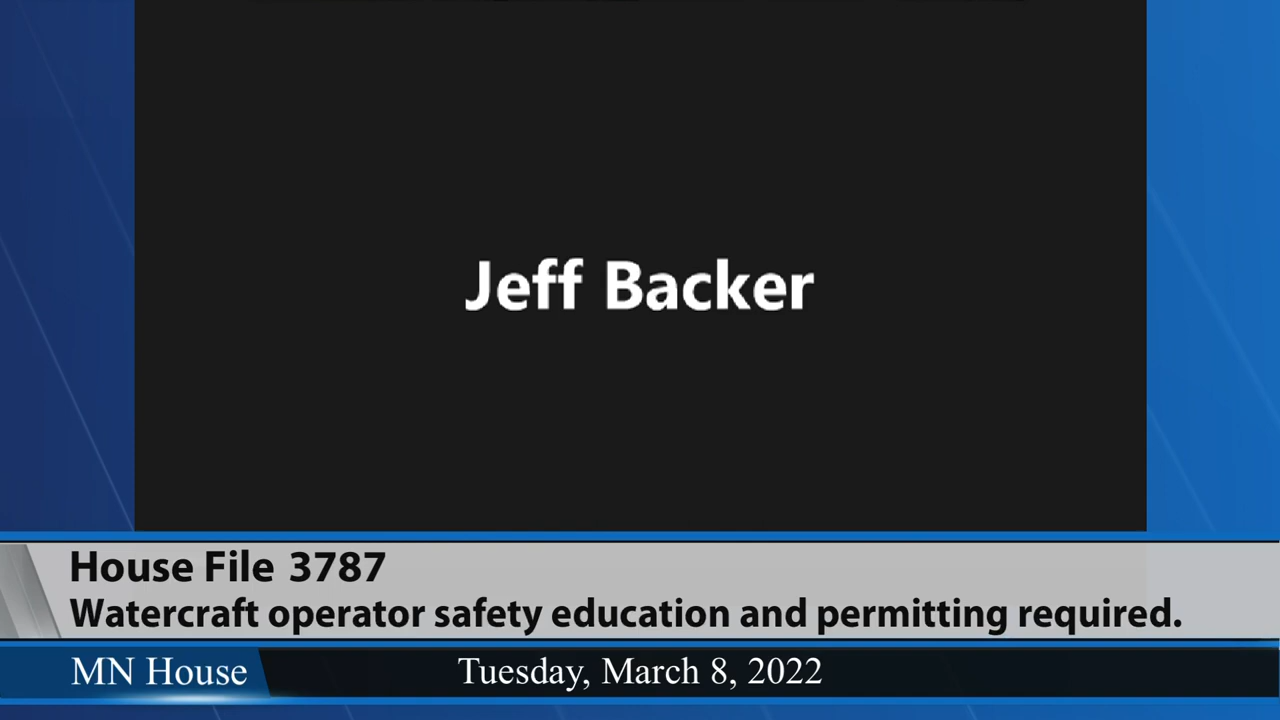 Jeff Backer
House File 3787
Watercraft operator safety education and permitting required.
MN House
Tuesday, March 8, 2022